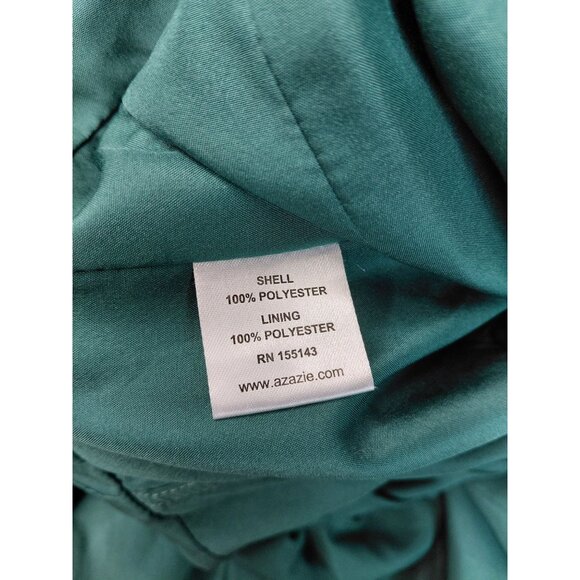 SHELL
100% POLYESTER
LINING
100% POLYESTER
RN 155143
www.azazie.com